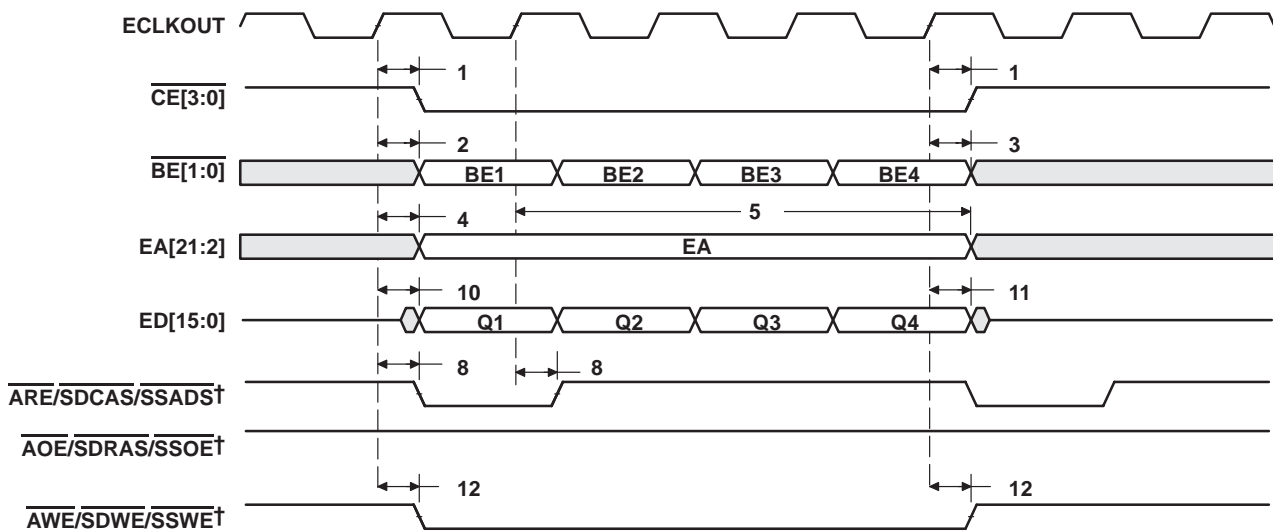 ECLKOUT
1 1
CE[3:0]
2 3
BE[1:0] BE1 BE2 BE3 BE4
4 5
EA[21:2] EA
10 11
ED[15:0] Q1 Q2 Q3 Q4
8 8
ARE/SDCAS/SSADS†
AOE/SDRAS/SSOE†
12 12
AWE/SDWE/SSWE†